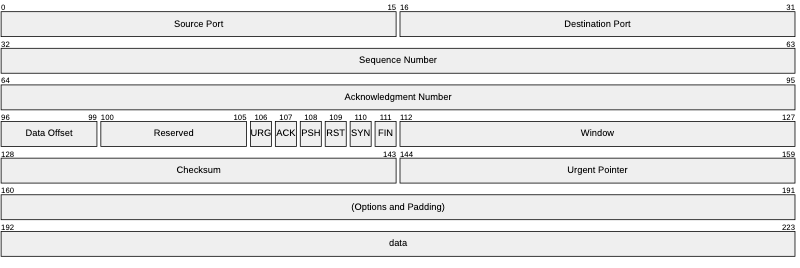 0 15 16 31
Source Port Destination Port
32 63
Sequence Number
64 95
Acknowledgment Number
96 99 100 105 106 107 108 109 110 111 112 127
Data Offset Reserved URG ACK PSH RST SYN FIN Window
128 143 144 159
Checksum Urgent Pointer
160 191
(Options and Padding)
192 223
data